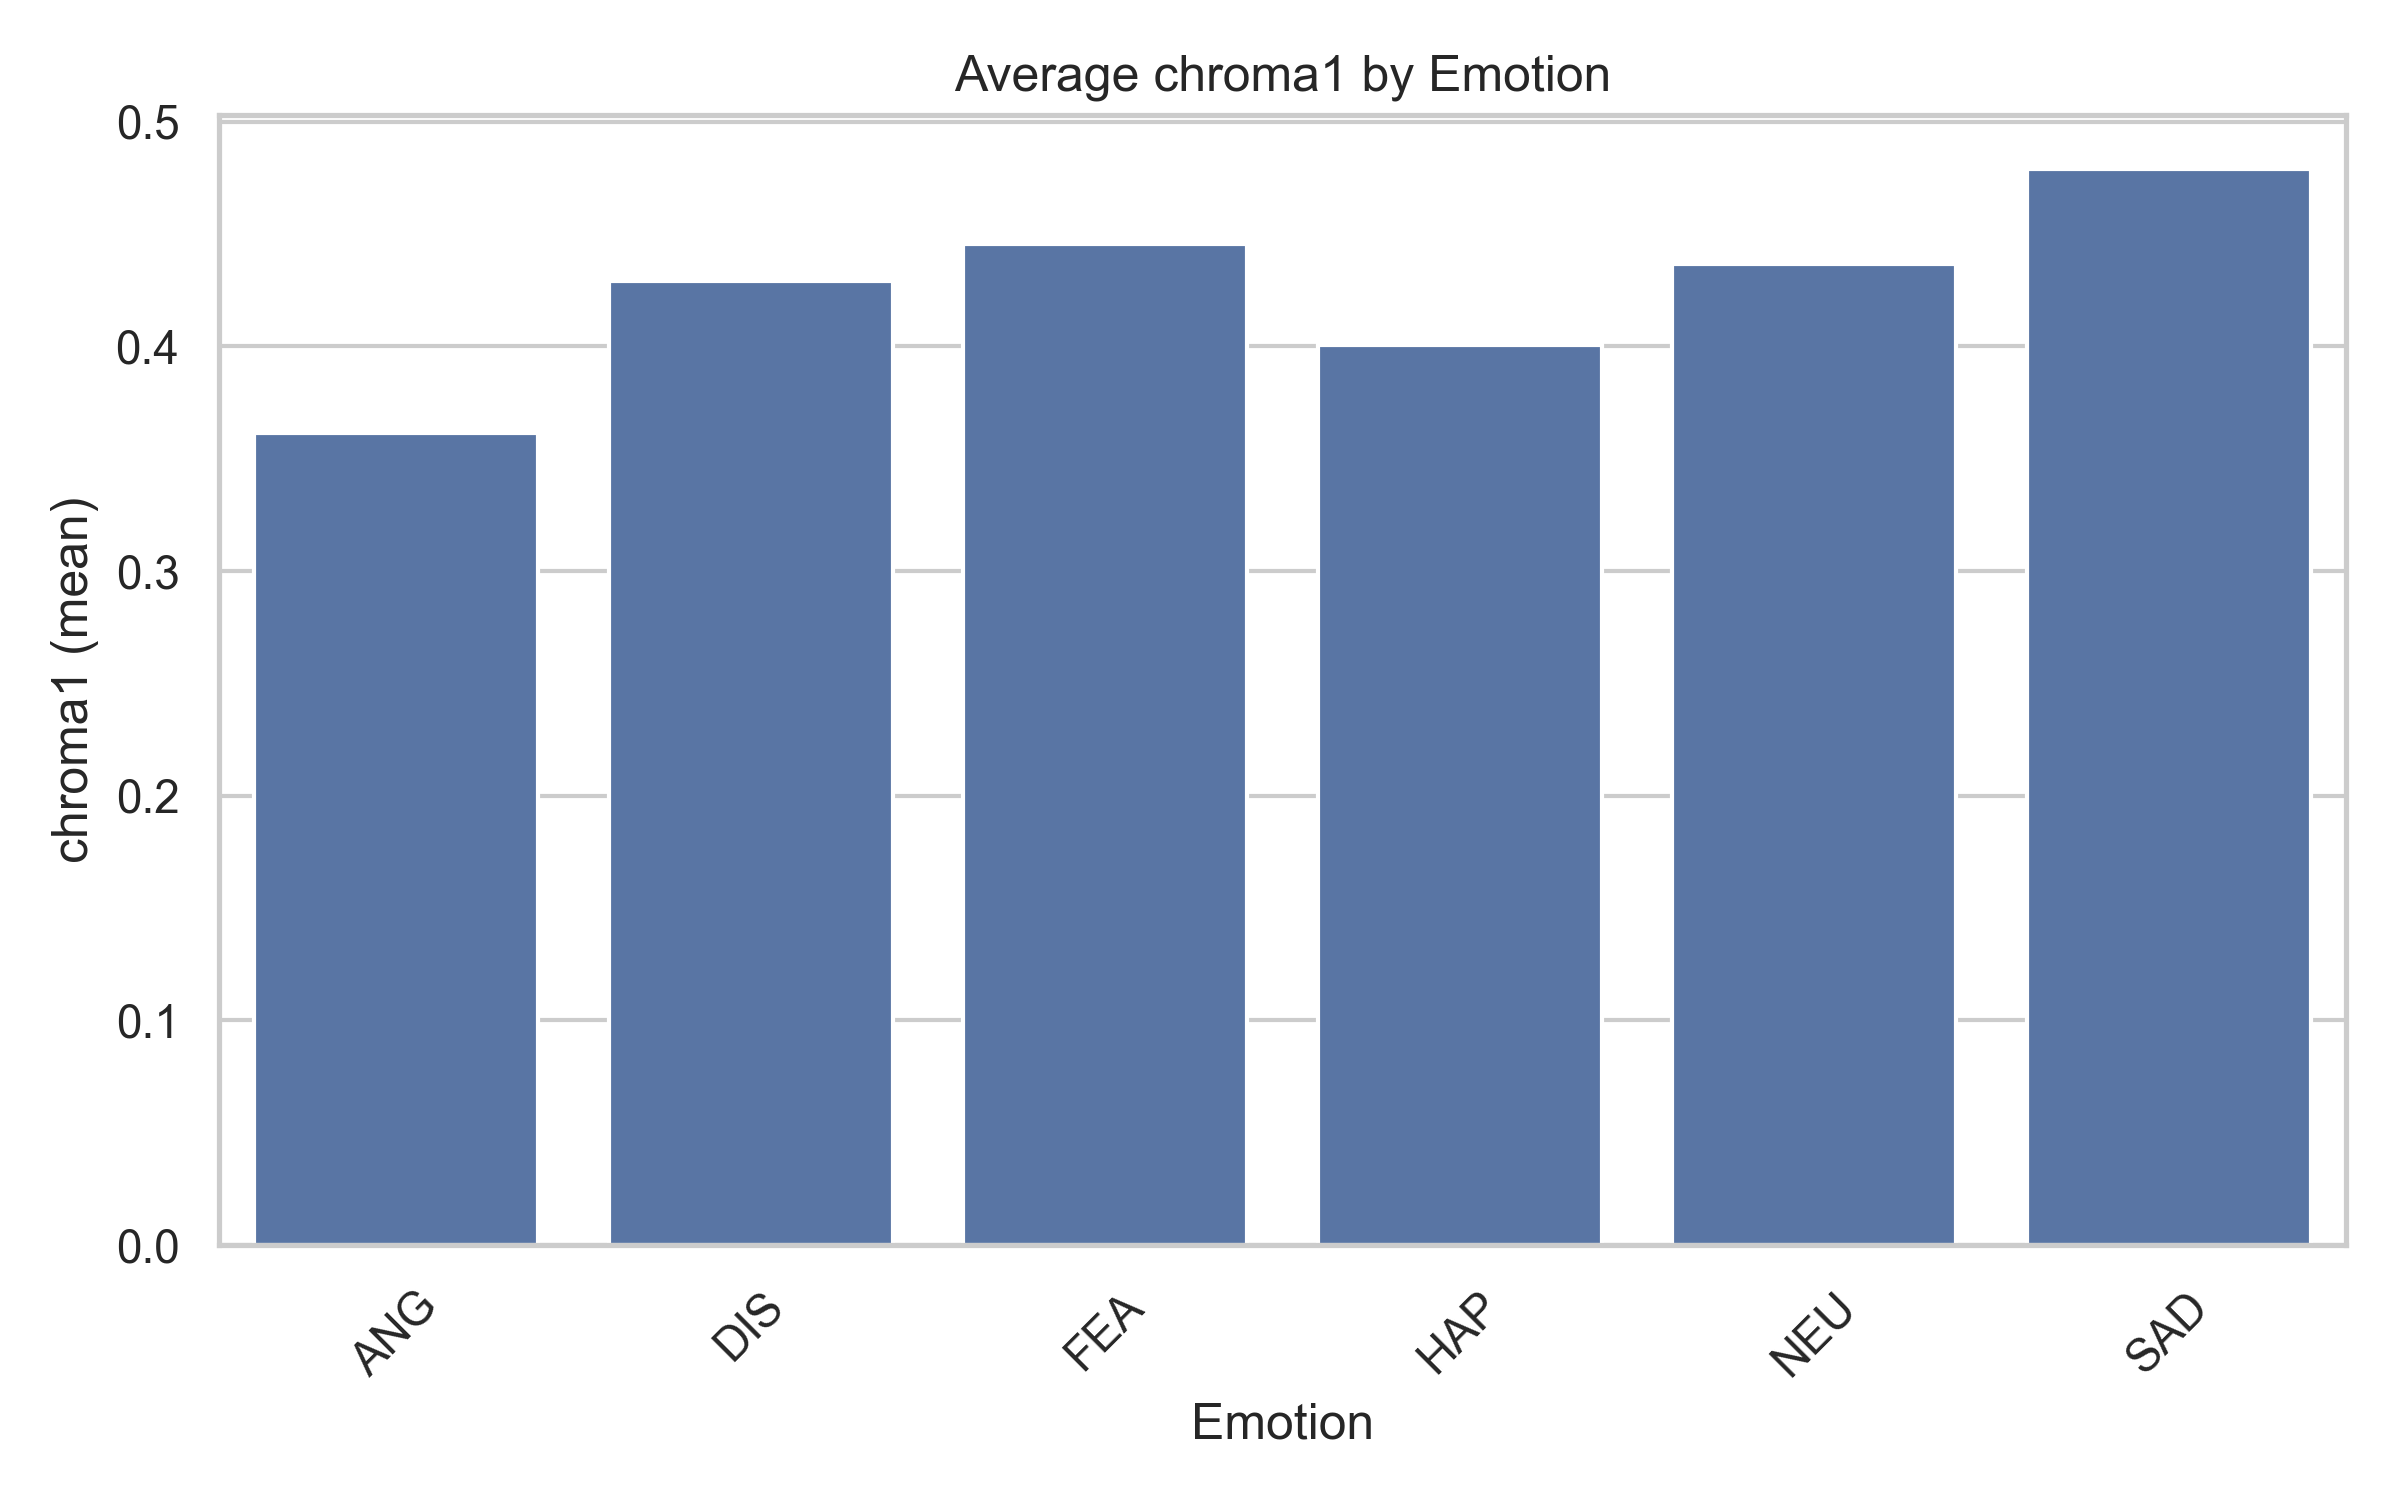 Average chroma1 by Emotion
0.5
0.4
0.3
0.2
0.1
0.0
chroma1 (mean)
ANG
DIS
FEA
HAP
NEU
SAD
Emotion